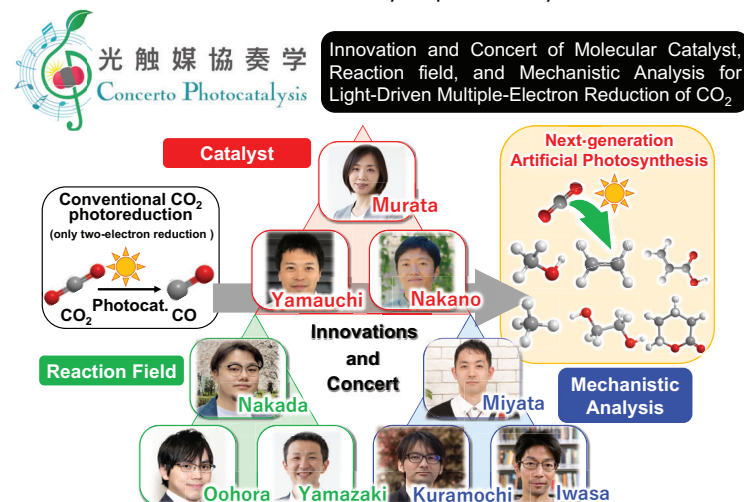 光触媒協奏学
Concerto Photocatalysis
Innovation and Concert of Molecular Catalyst,
Reaction field, and Mechanistic Analysis for
Light-Driven Multiple-Electron Reduction of CO₂
Catalyst
Murata
Next-generation
Artificial Photosynthesis
Conventional CO₂
photoreduction
(only two-electron reduction )
Photocat.
CO₂
CO
Yamauchi
Nakano
Innovations
and
Concert
Reaction Field
Nakada
Miyata
Mechanistic
Analysis
Oohora
Yamazaki
Kuramochi
Iwasa